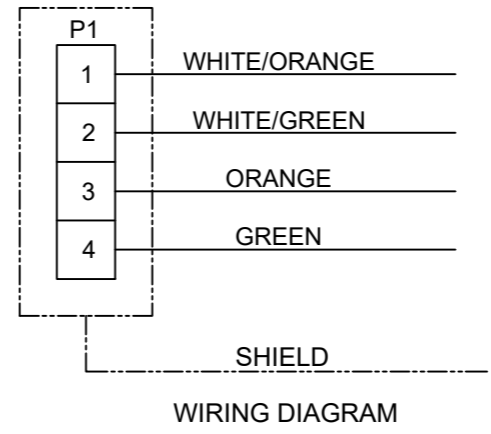 P1
1 WHITE/ORANGE
2 WHITE/GREEN
3 ORANGE
4 GREEN
SHIELD
WIRING DIAGRAM